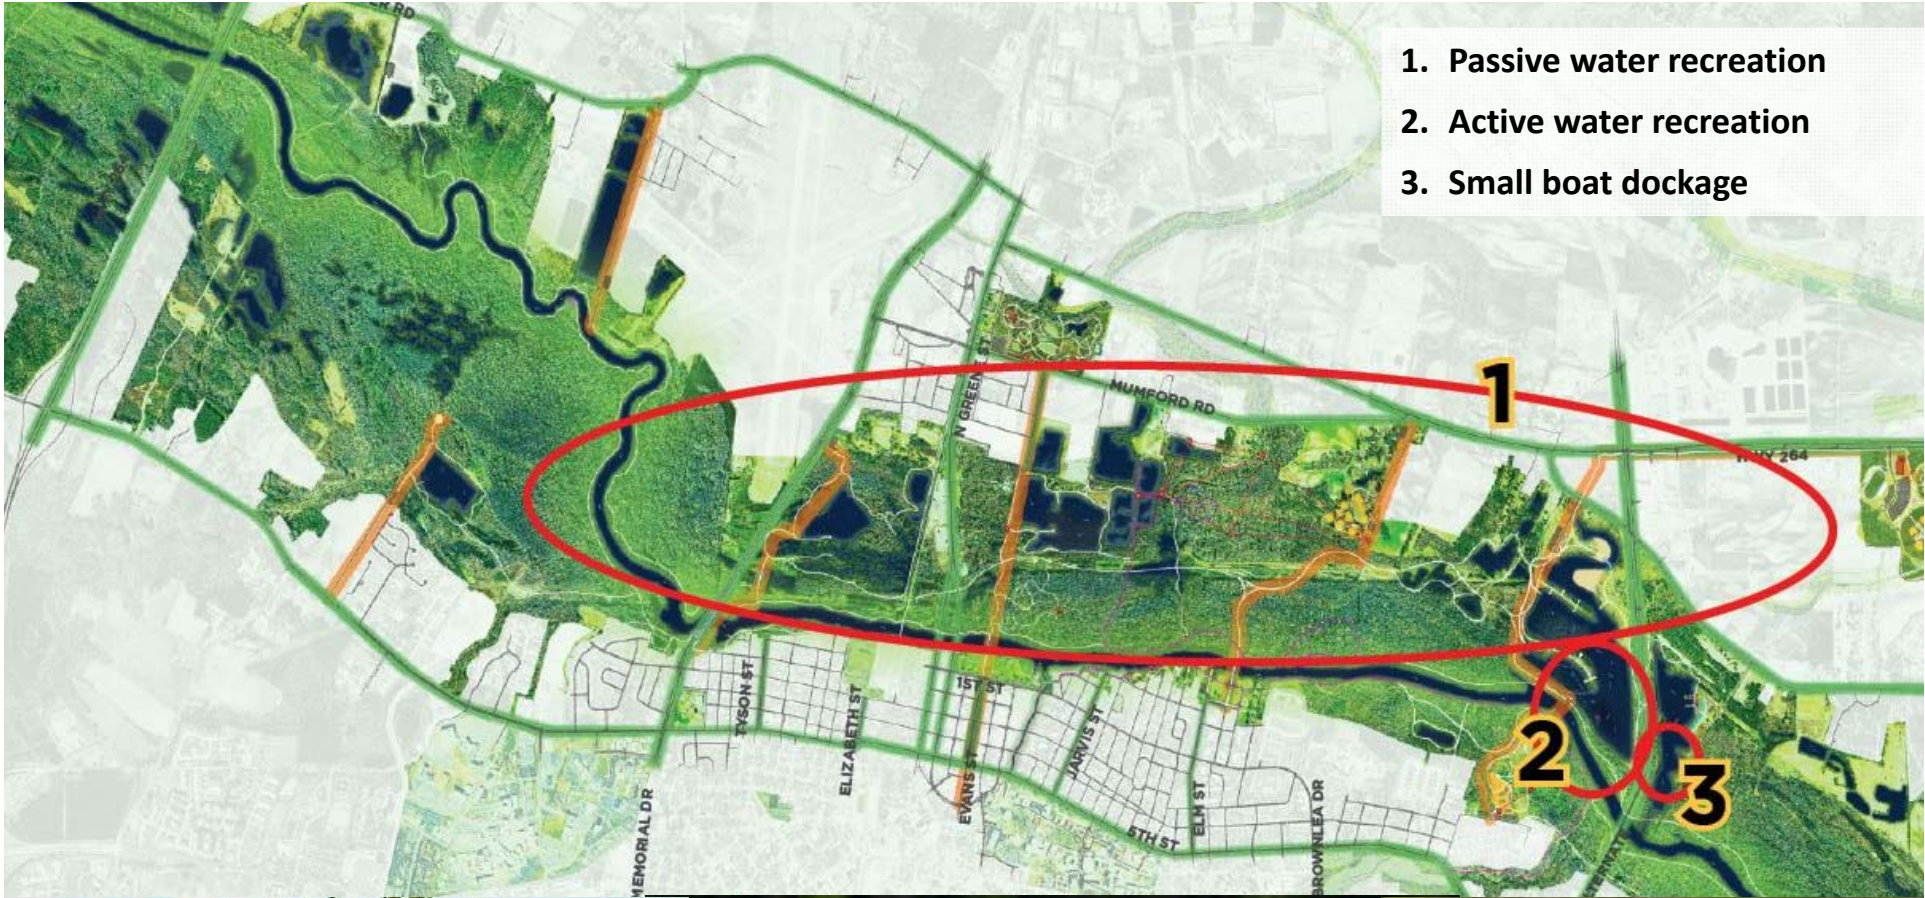 1. Passive water recreation
2. Active water recreation
3. Small boat dockage
RD
1
N GREENE ST
MUMFORD RD
HWY 264
1ST ST
TYSON ST
ELIZABETH ST
JARVIS ST
EVANS ST
2
3
MEMORIAL DR
ELM ST
5TH ST
BROWNLEA DR